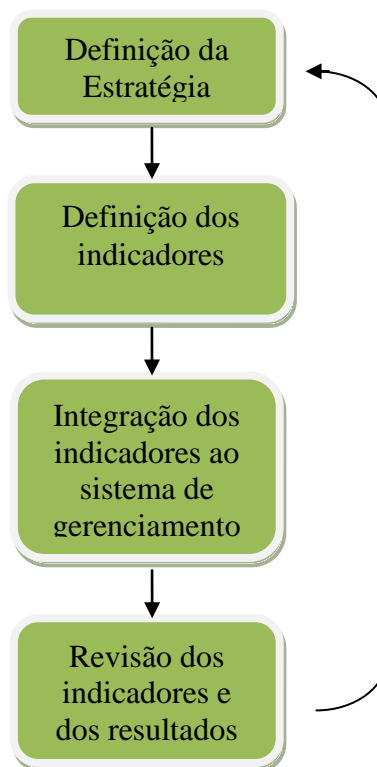 Definição da
Estratégia
Definição dos
indicadores
Integração dos
indicadores ao
sistema de
gerenciamento
Revisão dos
indicadores e
dos resultados